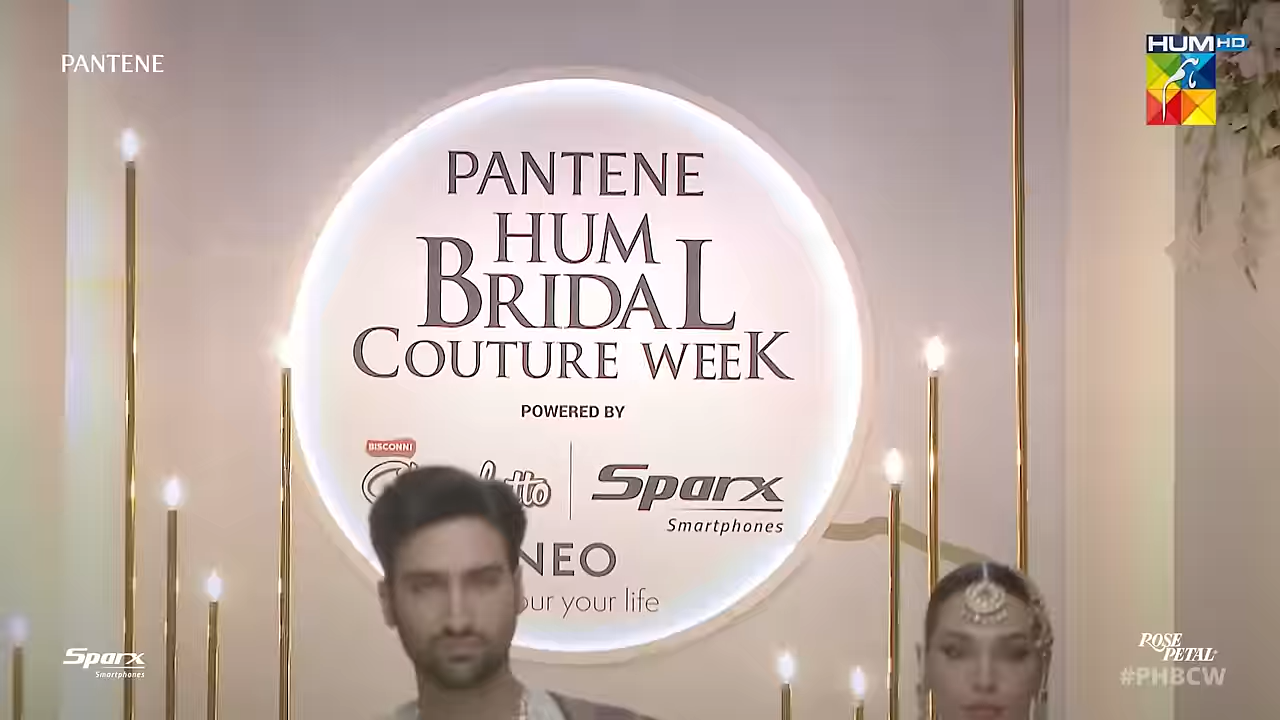 PANTENE
HUM HD
ہم
PANTENE
HUM
BRIDAL
COUTURE WEEK
POWERED BY
BISCONNI
Sparx
Smartphones
NEO
your life
Sparx
Smartphones
ROSE
PETAL
#PHBCW